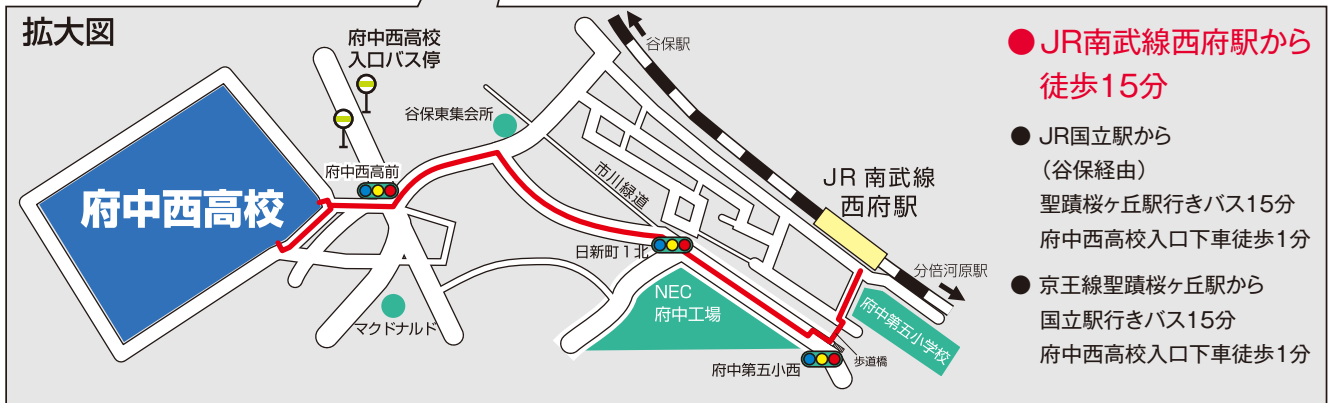 拡大図
府中西高校
入口バス停
谷保駅
谷保東集会所
府中西高前
府中西高校
市川緑道
JR 南武線
西府駅
日新町1北
分倍河原駅
NEC
府中工場
マクドナルド
府中第五小学校
歩道橋
府中第五小西
● JR南武線西府駅から
徒歩15分
● JR国立駅から
（谷保経由）
聖蹟桜ヶ丘駅行きバス15分
府中西高校入口下車徒歩1分
● 京王線聖蹟桜ヶ丘駅から
国立駅行きバス15分
府中西高校入口下車徒歩1分